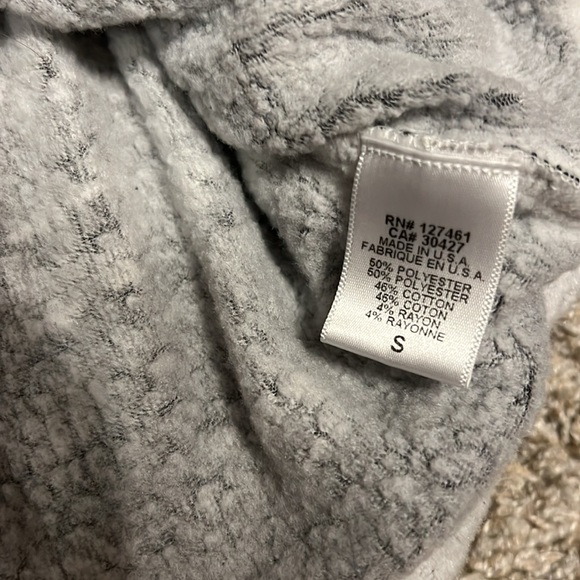 RN# 127461
CA# 30427
MADE IN U.S.A
FABRIQUE EN U.S.A
50% POLYESTER
50% POLYESTER
46% COTTON
46% COTON
4% RAYON
4% RAYONNE
S